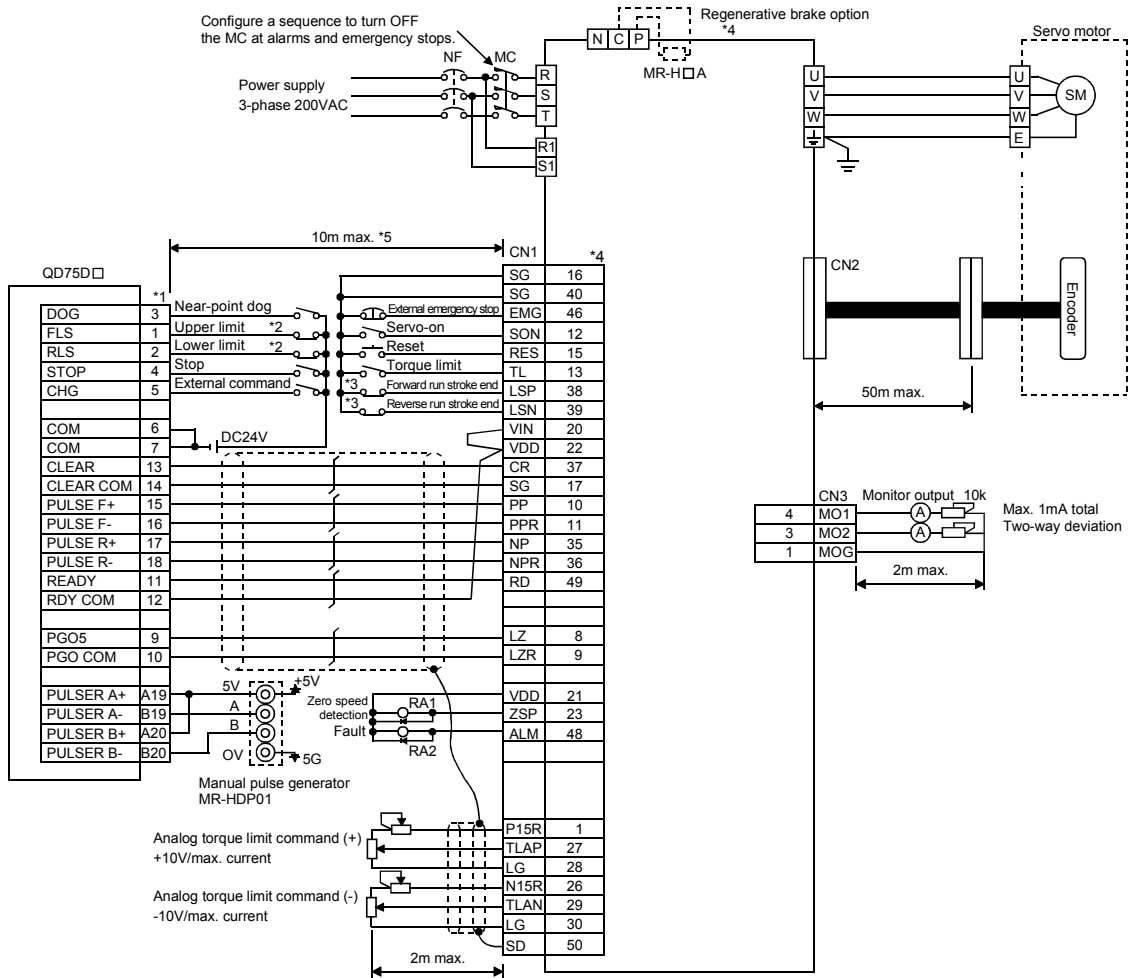 Configure a sequence to turn OFF
the MC at alarms and emergency stops.
NF MC
Power supply
3-phase 200VAC
R
S
T
R1
S1
N C P
Regenerative brake option
*4
MR-H□A
Servo motor
U U
V V SM
W W
E
10m max. *5
CN1
*4
QD75D□
*1
DOG 3 Near-point dog
FLS 1 Upper limit *2
RLS 2 Lower limit *2
STOP 4 Stop
CHG 5 External command
COM 6
COM 7 DC24V
CLEAR 13
CLEAR COM 14
PULSE F+ 15
PULSE F- 16
PULSE R+ 17
PULSE R- 18
READY 11
RDY COM 12
PGO5 9
PGO COM 10
PULSER A+ A19
PULSER A- B19
PULSER B+ A20
PULSER B- B20
5V +5V
A
B
OV 5G
Manual pulse generator
MR-HDP01
SG 16
SG 40
External emergency stop EMG 46
Servo-on SON 12
Reset RES 15
Torque limit TL 13
*3 Forward run stroke end LSP 38
*3 Reverse run stroke end LSN 39
VIN 20
VDD 22
CR 37
SG 17
PP 10
PPR 11
NP 35
NPR 36
RD 49
LZ 8
LZR 9
VDD 21
Zero speed
detection RA1 ZSP 23
Fault ALM 48
RA2
P15R 1
TLAP 27
LG 28
N15R 26
TLAN 29
LG 30
SD 50
Analog torque limit command (+)
+10V/max. current
Analog torque limit command (-)
-10V/max. current
2m max.
CN2
Encoder
50m max.
CN3 Monitor output 10k
4 MO1 A
3 MO2 A
1 MOG
Max. 1mA total
Two-way deviation
2m max.